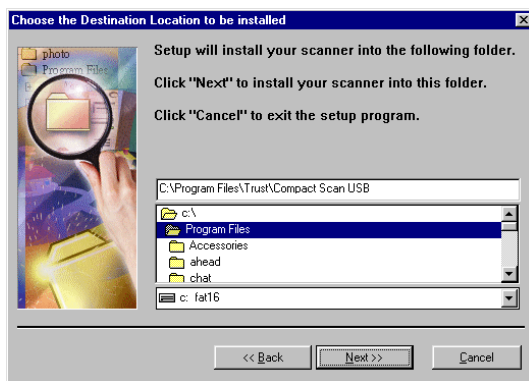 Choose the Destination Location to be installed
photo
Program Files
Setup will install your scanner into the following folder.
Click "Next" to install your scanner into this folder.
Click "Cancel" to exit the setup program.
C:\Program Files\Trust\Compact Scan USB
c:\
Program Files
Accessories
ahead
chat
c: fat16
<< Back
Next >>
Cancel